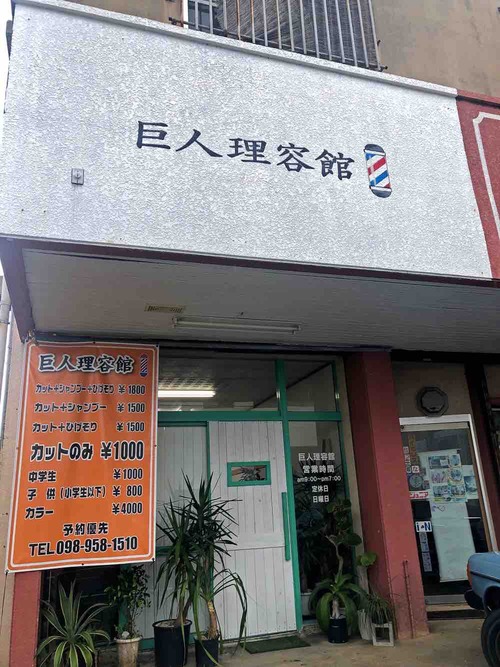 巨人理容館
巨人理容館
カット+シャンプー+ひげそり ¥1800
カット+シャンプー ¥1500
カット+ひげそり ¥1500
カットのみ ¥1000
中学生 ¥1000
子 供 (小学生以下) ¥ 800
カラー ¥4000
予約優先
TEL.098-958-1510
巨人理容館
営業時間
am9:00~pm7:00
定休日
日曜日